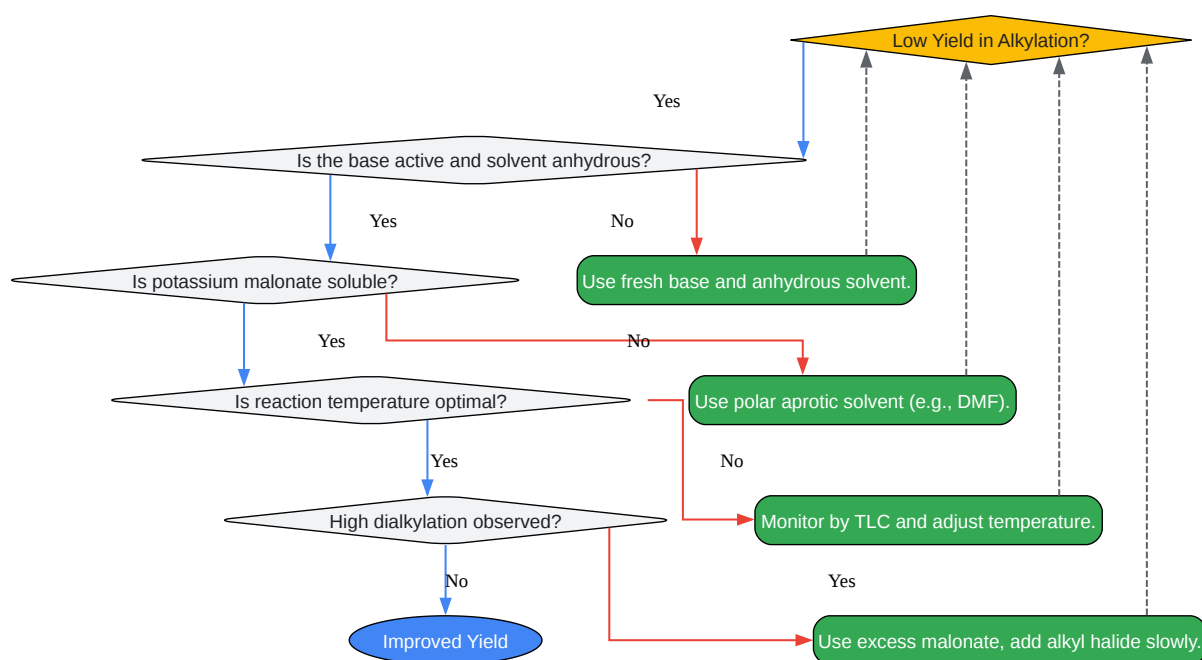 Low Yield in Alkylation?
Yes
Is the base active and solvent anhydrous?
Yes
No
Is potassium malonate soluble?
Use fresh base and anhydrous solvent.
Yes
No
Is reaction temperature optimal?
Use polar aprotic solvent (e.g., DMF).
Yes
No
High dialkylation observed?
Monitor by TLC and adjust temperature.
No
Yes
Improved Yield
Use excess malonate, add alkyl halide slowly.